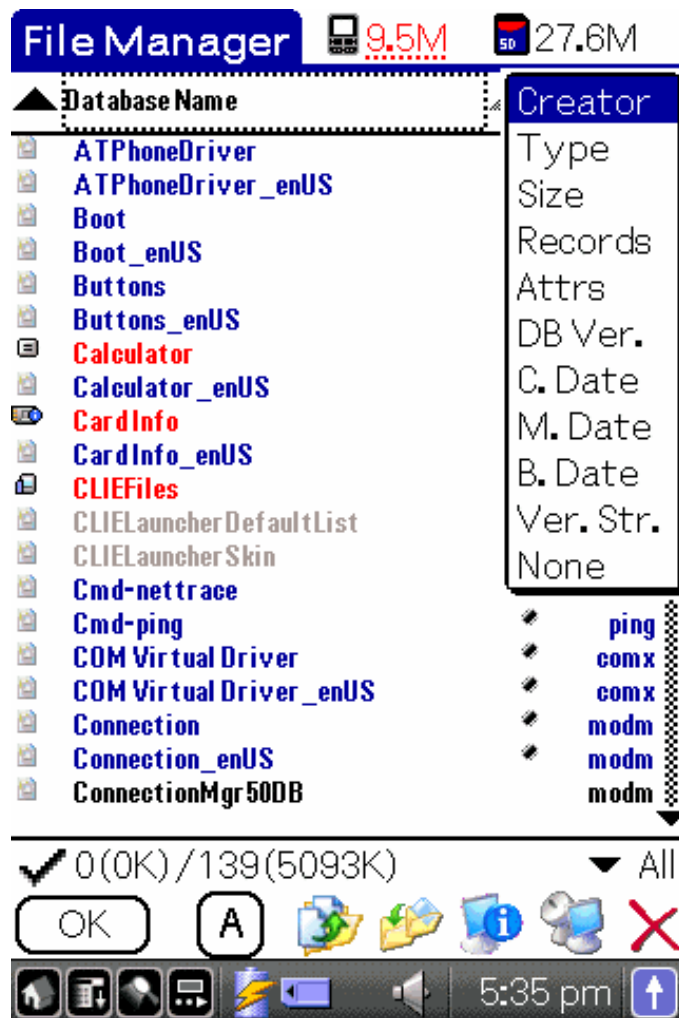 File Manager 9.5M SD 27.6M
Database Name
Creator
Type
Size
Records
Attrs
DB Ver.
C. Date
M. Date
B. Date
Ver. Str.
None
ATPhoneDriver
ATPhoneDriver_enUS
Boot
Boot_enUS
Buttons
Buttons_enUS
Calculator
Calculator_enUS
CardInfo
CardInfo_enUS
CLIEFiles
CLIELauncherDefaultList
CLIELauncherSkin
Cmd-nettrace
Cmd-ping ping
COM Virtual Driver comx
COM Virtual Driver_enUS comx
Connection modm
Connection_enUS modm
ConnectionMgr50DB modm
0(0K)/139(5093K) All
OK A
5:35 pm